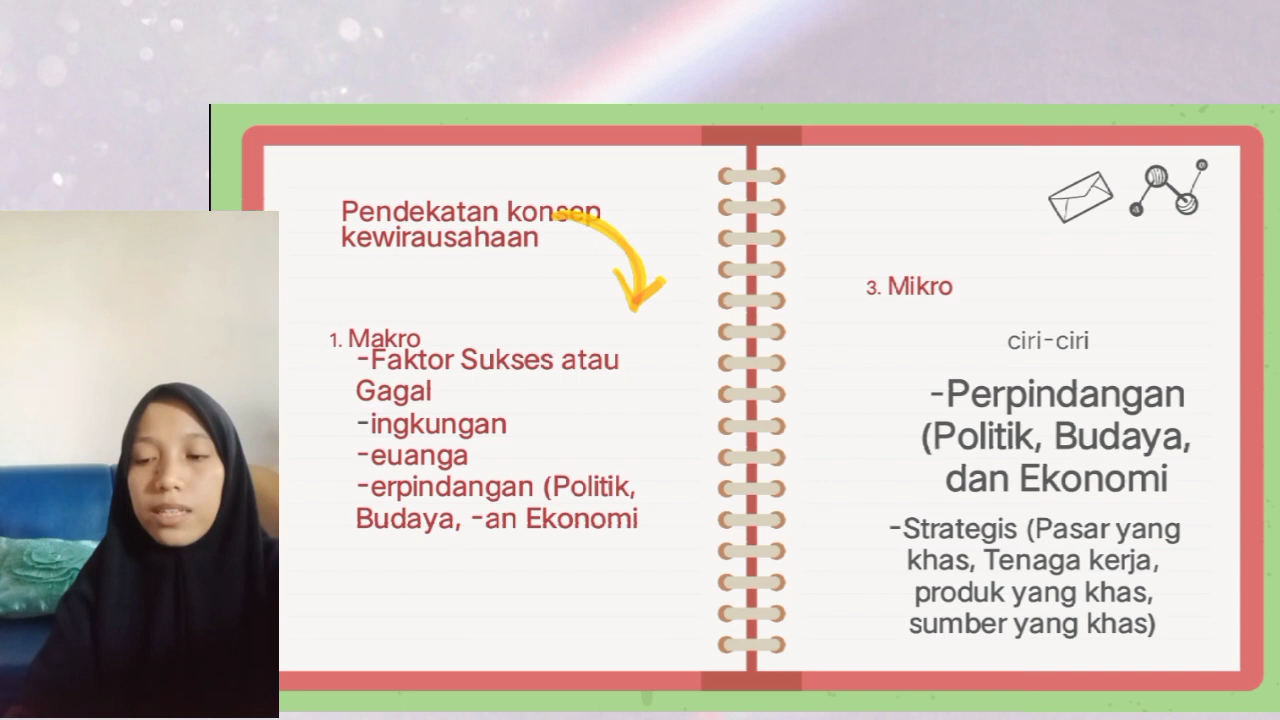 Pendekatan konsep
kewirausahaan
1. Makro
-Faktor Sukses atau
Gagal
-ingkungan
-euanga
-erpindangan (Politik,
Budaya, -an Ekonomi
3. Mikro
ciri-ciri
-Perpindangan
(Politik, Budaya,
dan Ekonomi
-Strategis (Pasar yang
khas, Tenaga kerja,
produk yang khas,
sumber yang khas)